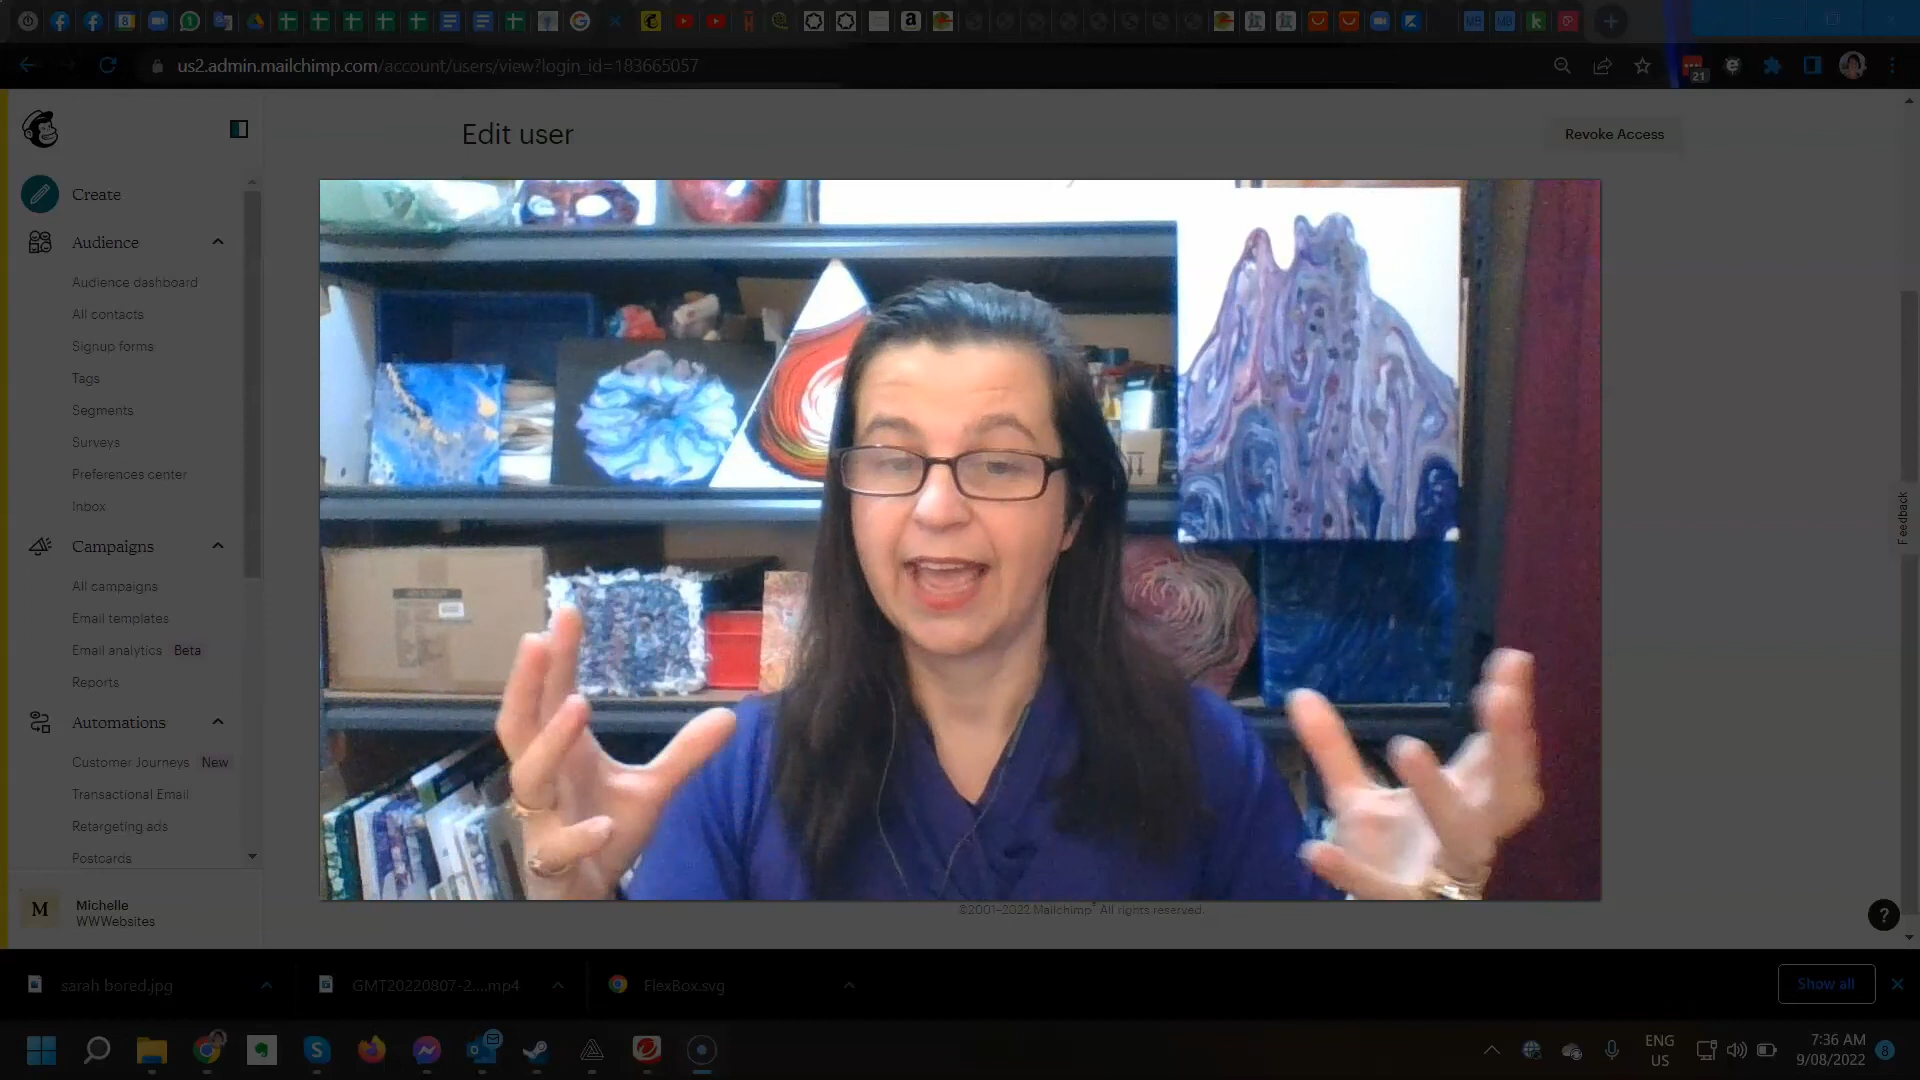 us2.admin.mailchimp.com/account/users/view?login_id=183665057
21
Edit user
Revoke Access
Create
Audience
Audience dashboard
All contacts
Signup forms
Tags
Segments
Surveys
Preferences center
Inbox
Campaigns
All campaigns
Email templates
Email analytics Beta
Reports
Automations
Customer Journeys New
Transactional Email
Retargeting ads
Postcards
M
Michelle
WWWebsites
Feedback
©2001–2022 Mailchimp® All rights reserved.
?
sarah bored.jpg
GMT20220807-2....mp4
FlexBox.svg
Show all
ENG
US
7:36 AM
9/08/2022
8